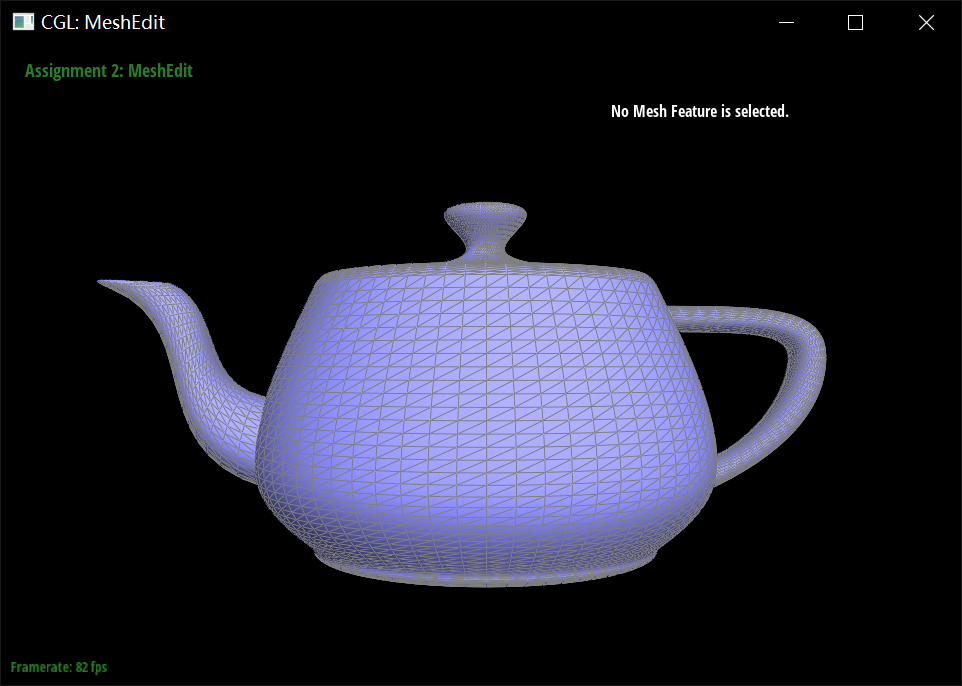 CGL: MeshEdit
Assignment 2: MeshEdit
No Mesh Feature is selected.
Framerate: 82 fps